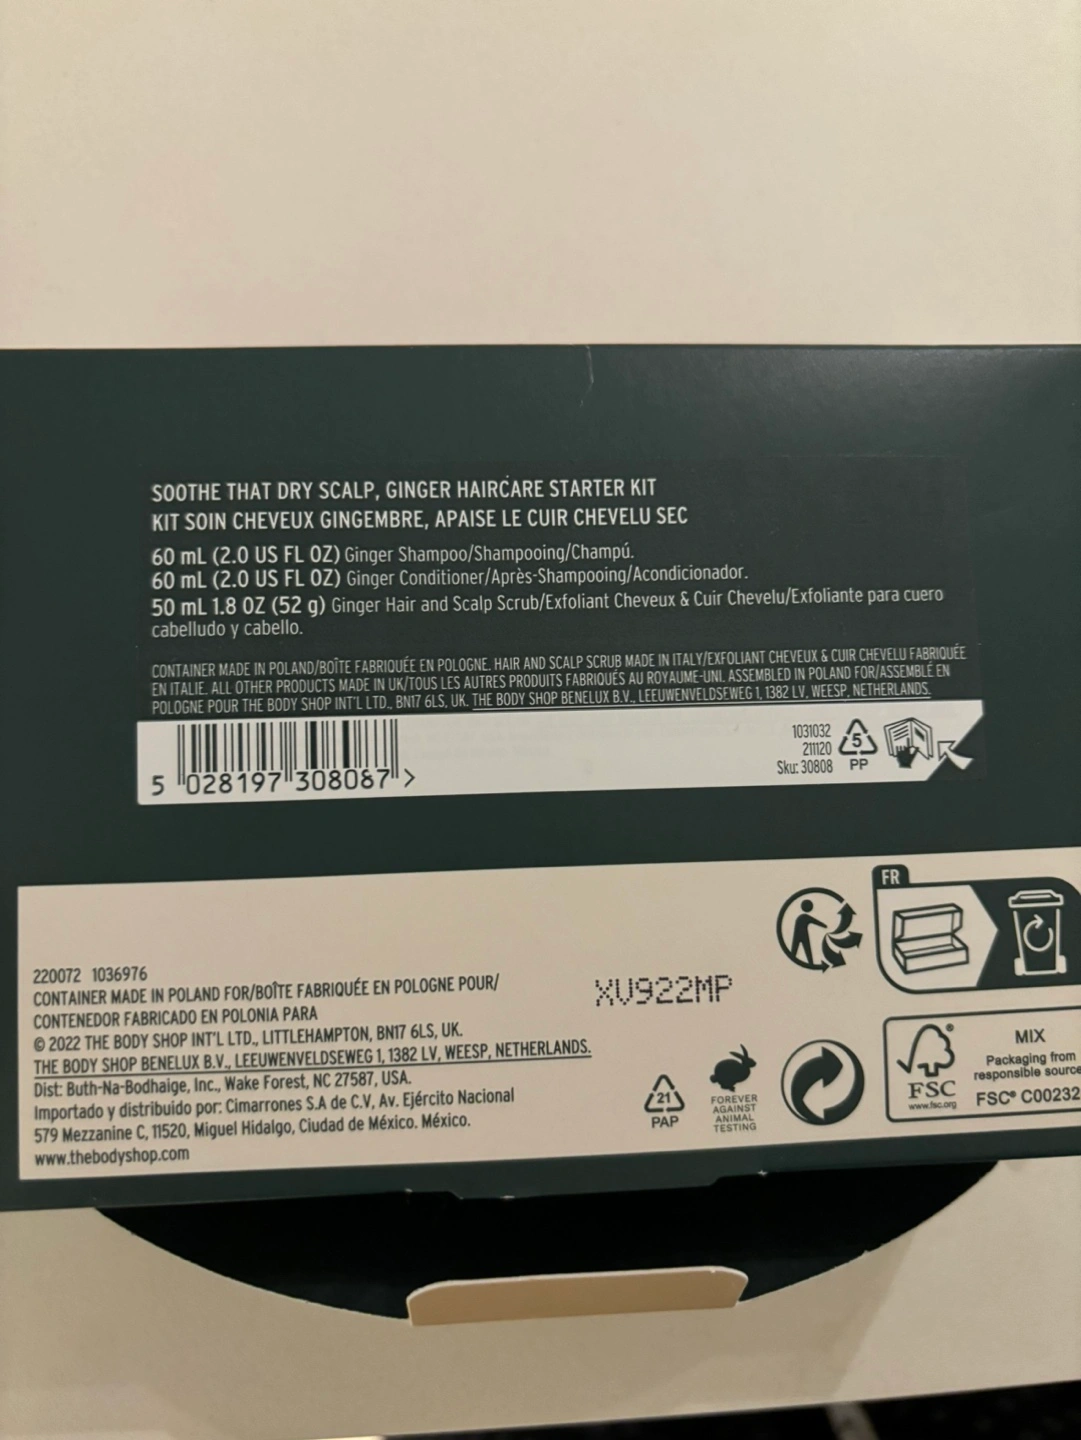 SOOTHE THAT DRY SCALP, GINGER HAIRCARE STARTER KIT
KIT SOIN CHEVEUX GINGEMBRE, APAISE LE CUIR CHEVELU SEC
60 mL (2.0 US FL OZ) Ginger Shampoo/Shampooing/Champú.
60 mL (2.0 US FL OZ) Ginger Conditioner/Après-Shampooing/Acondicionador.
50 mL 1.8 OZ (52 g) Ginger Hair and Scalp Scrub/Exfoliant Cheveux & Cuir Chevelu/Exfoliante para cuero
cabelludo y cabello.
CONTAINER MADE IN POLAND/BOÎTE FABRIQUÉE EN POLOGNE. HAIR AND SCALP SCRUB MADE IN ITALY/EXFOLIANT CHEVEUX & CUIR CHEVELU FABRIQUÉE
EN ITALIE. ALL OTHER PRODUCTS MADE IN UK/TOUS LES AUTRES PRODUITS FABRIQUÉS AU ROYAUME-UNI. ASSEMBLED IN POLAND FOR/ASSEMBLÉ EN
POLOGNE POUR THE BODY SHOP INT'L LTD., BN17 6LS, UK. THE BODY SHOP BENELUX B.V., LEEUWENVELDSEWEG 1, 1382 LV, WEESP, NETHERLANDS.
5 028197 308087 >
1031032
211120
Sku: 30808
5
PP
FR
220072 1036976
CONTAINER MADE IN POLAND FOR/BOÎTE FABRIQUÉE EN POLOGNE POUR/
CONTENEDOR FABRICADO EN POLONIA PARA
© 2022 THE BODY SHOP INT'L LTD., LITTLEHAMPTON, BN17 6LS, UK.
THE BODY SHOP BENELUX B.V., LEEUWENVELDSEWEG 1, 1382 LV, WEESP, NETHERLANDS.
Dist: Buth-Na-Bodhaige, Inc., Wake Forest, NC 27587, USA.
Importado y distribuido por: Cimarrones S.A de C.V, Av. Ejército Nacional
579 Mezzanine C, 11520, Miguel Hidalgo, Ciudad de México. México.
www.thebodyshop.com
XV922MP
21
PAP
FOREVER
AGAINST
ANIMAL
TESTING
FSC®
www.fsc.org
MIX
Packaging from
responsible source
FSC® C00232